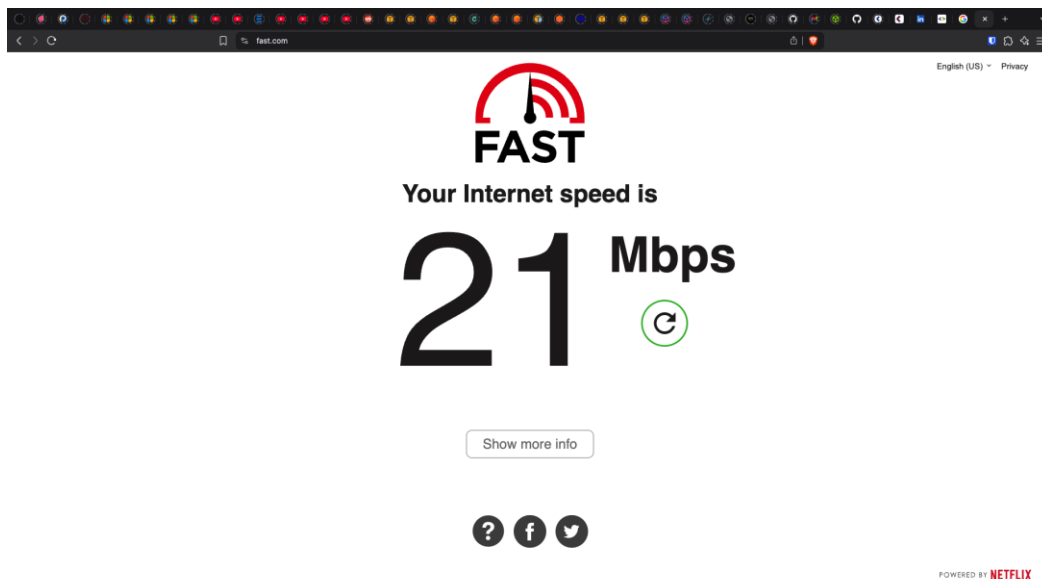 fast.com
English (US) Privacy
FAST
Your Internet speed is
21 Mbps
Show more info
?
POWERED BY NETFLIX